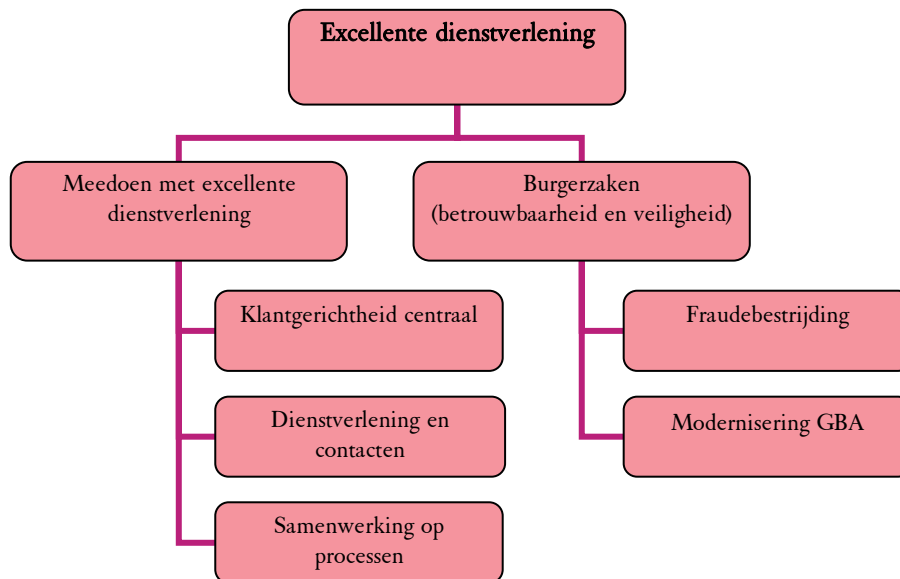 Excellente dienstverlening
Meedoen met excellente
dienstverlening
Burgerzaken
(betrouwbaarheid en veiligheid)
Klantgerichtheid centraal
Fraudebestrijding
Dienstverlening en
contacten
Modernisering GBA
Samenwerking op
processen